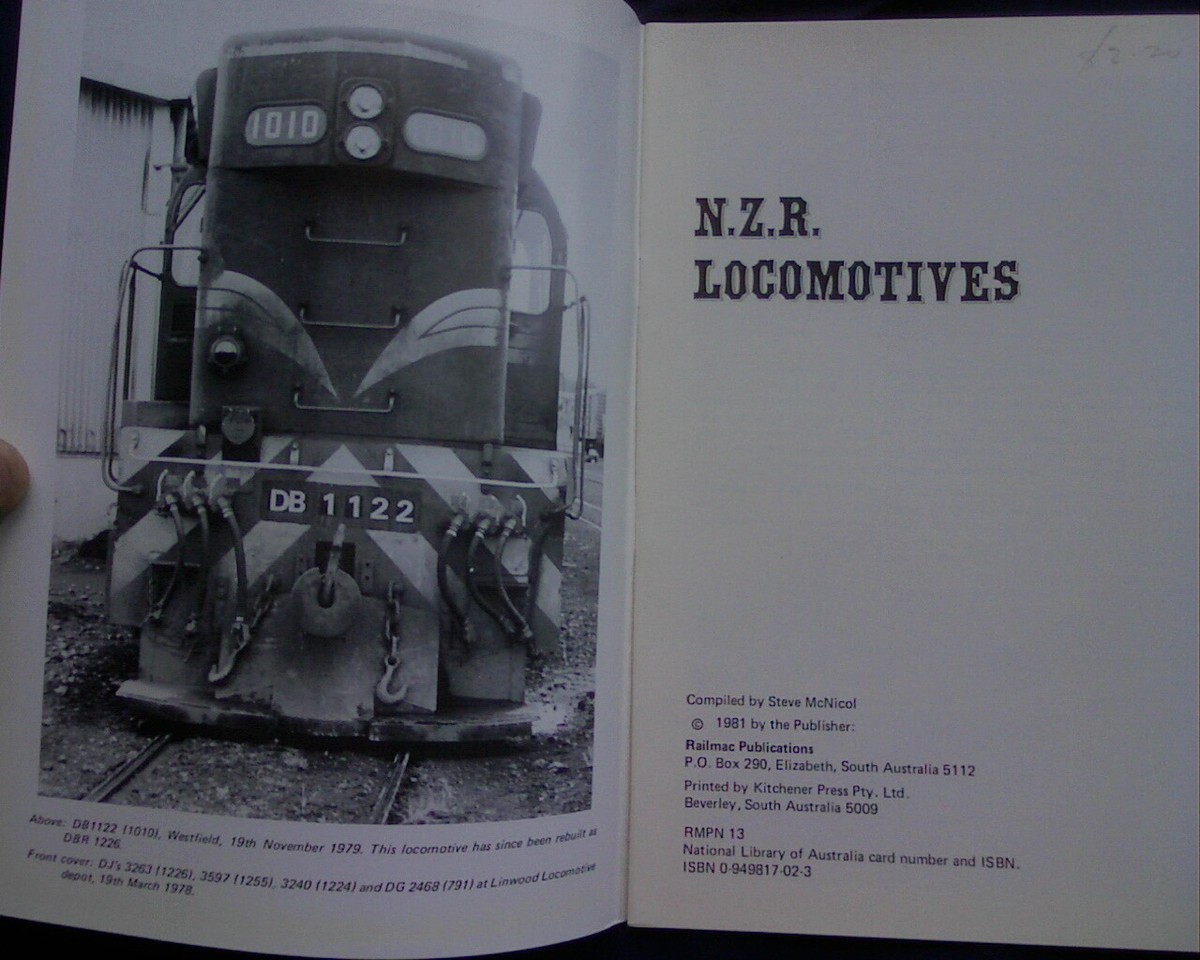 1010
DB 1122
Above: DB1122 (1010), Westfield, 19th November 1979. This locomotive has since been rebuilt as
DBR 1226.
Front cover: DJ's 3263 (1226), 3597 (1255), 3240 (1224) and DG 2468 (791) at Linwood Locomotive
depot, 19th March 1978.
N.Z.R.
LOCOMOTIVES
Compiled by Steve McNicol
© 1981 by the Publisher:
Railmac Publications
P.O. Box 290, Elizabeth, South Australia 5112
Printed by Kitchener Press Pty. Ltd.
Beverley, South Australia 5009
RMPN 13
National Library of Australia card number and ISBN.
ISBN 0-949817-02-3